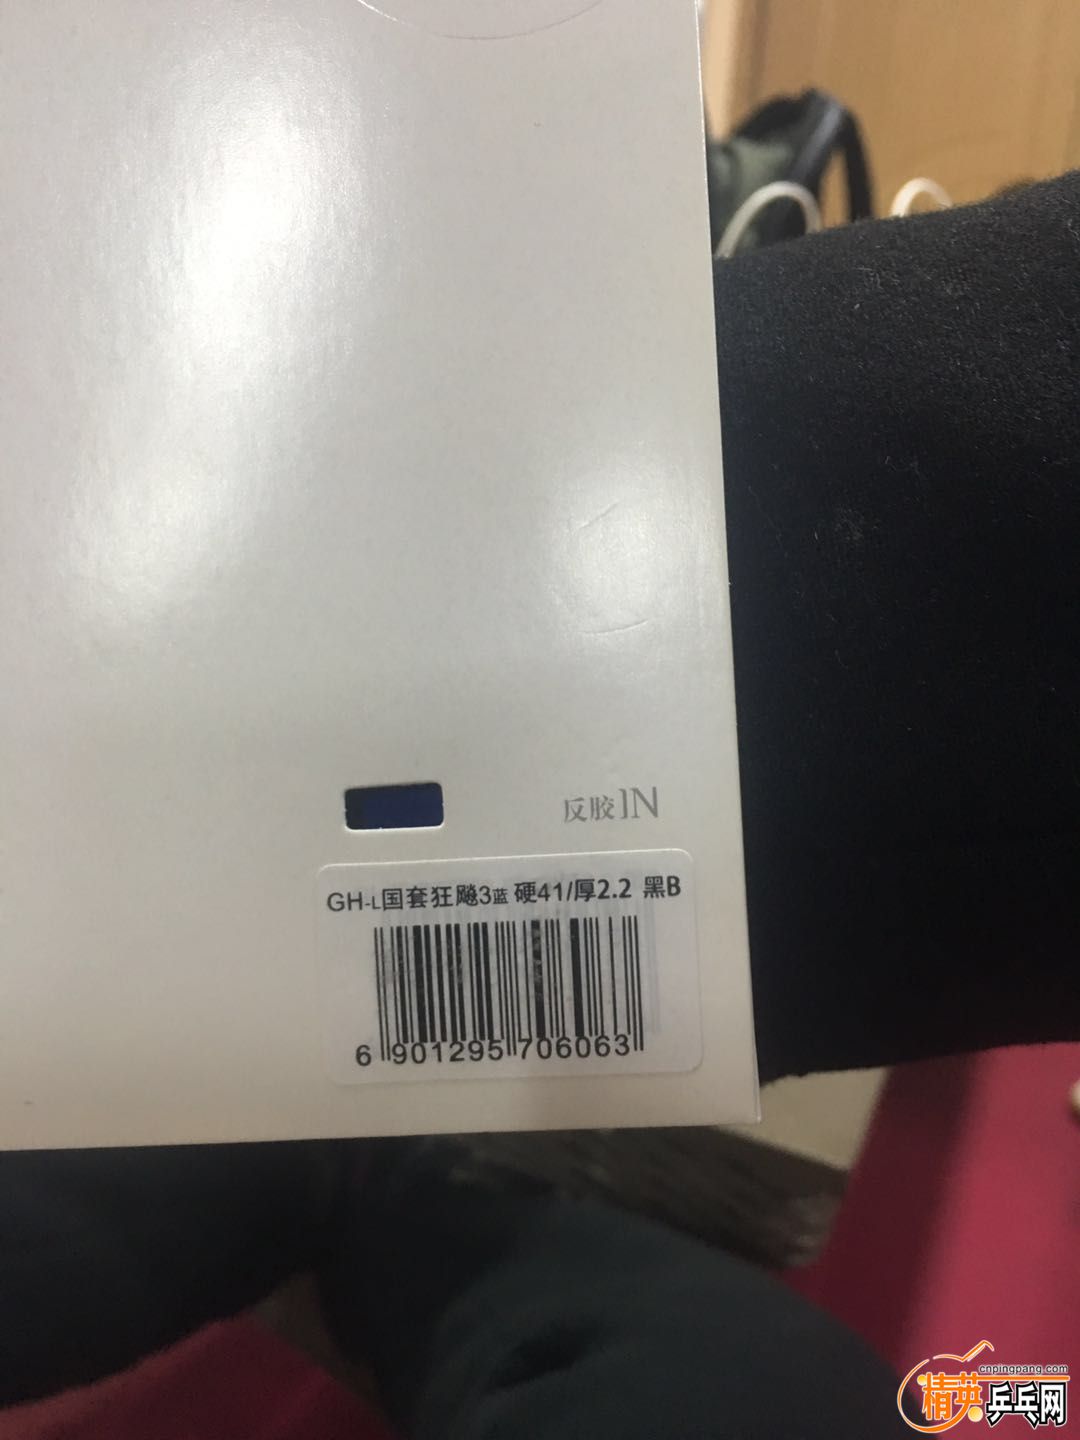 反胶IN
GH-L国套狂飚3蓝 硬41/厚2.2 黑B
6 901295 706063
cnpingpang.com
精英乒乓网